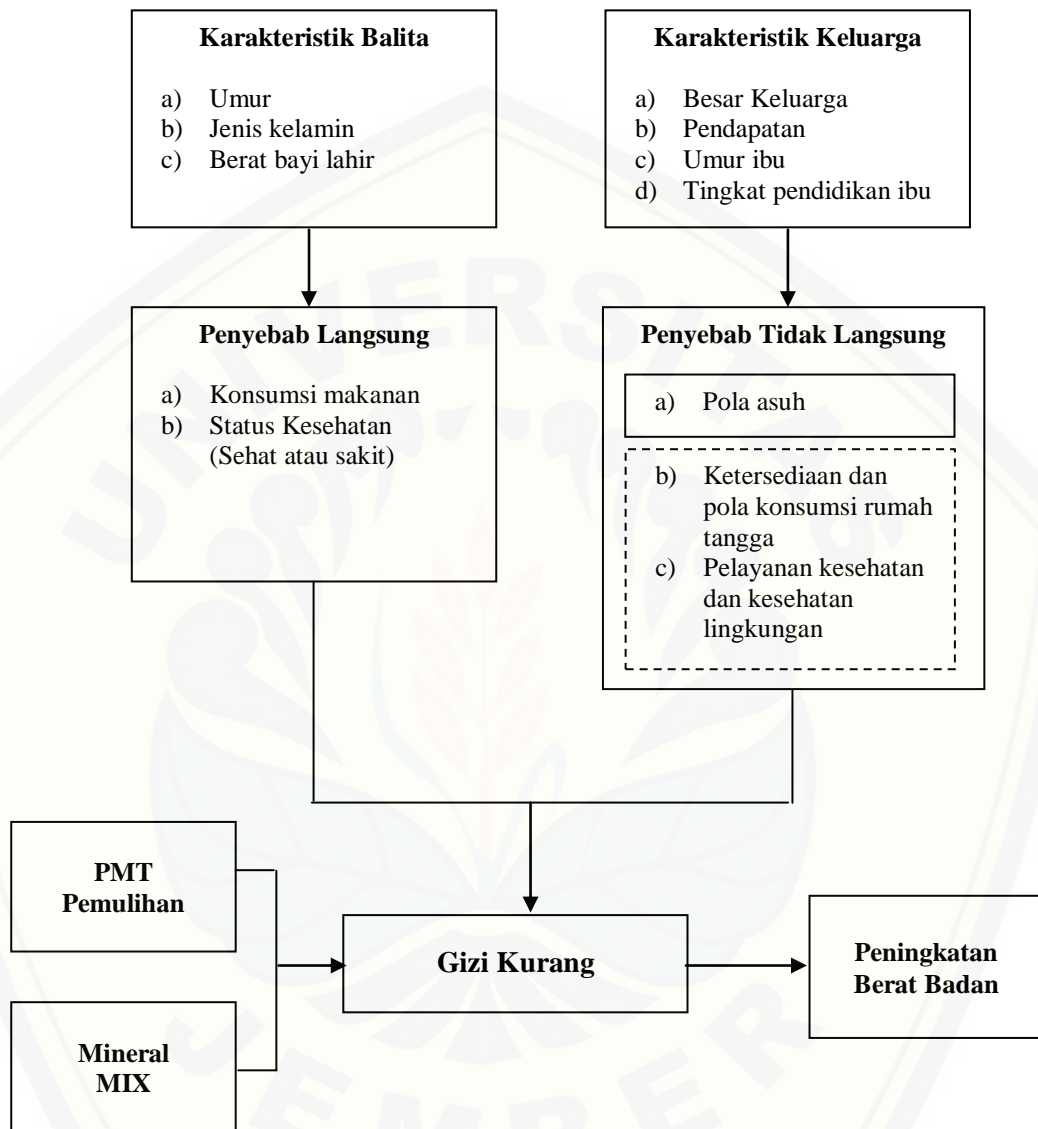 Karakteristik Balita
a) Umur
b) Jenis kelamin
c) Berat bayi lahir
Karakteristik Keluarga
a) Besar Keluarga
b) Pendapatan
c) Umur ibu
d) Tingkat pendidikan ibu
Penyebab Langsung
a) Konsumsi makanan
b) Status Kesehatan
(Sehat atau sakit)
Penyebab Tidak Langsung
a) Pola asuh
b) Ketersediaan dan
pola konsumsi rumah
tangga
c) Pelayanan kesehatan
dan kesehatan
lingkungan
PMT
Pemulihan
Mineral
MIX
Gizi Kurang
Peningkatan
Berat Badan
UNIVERSITAS
JEMBER